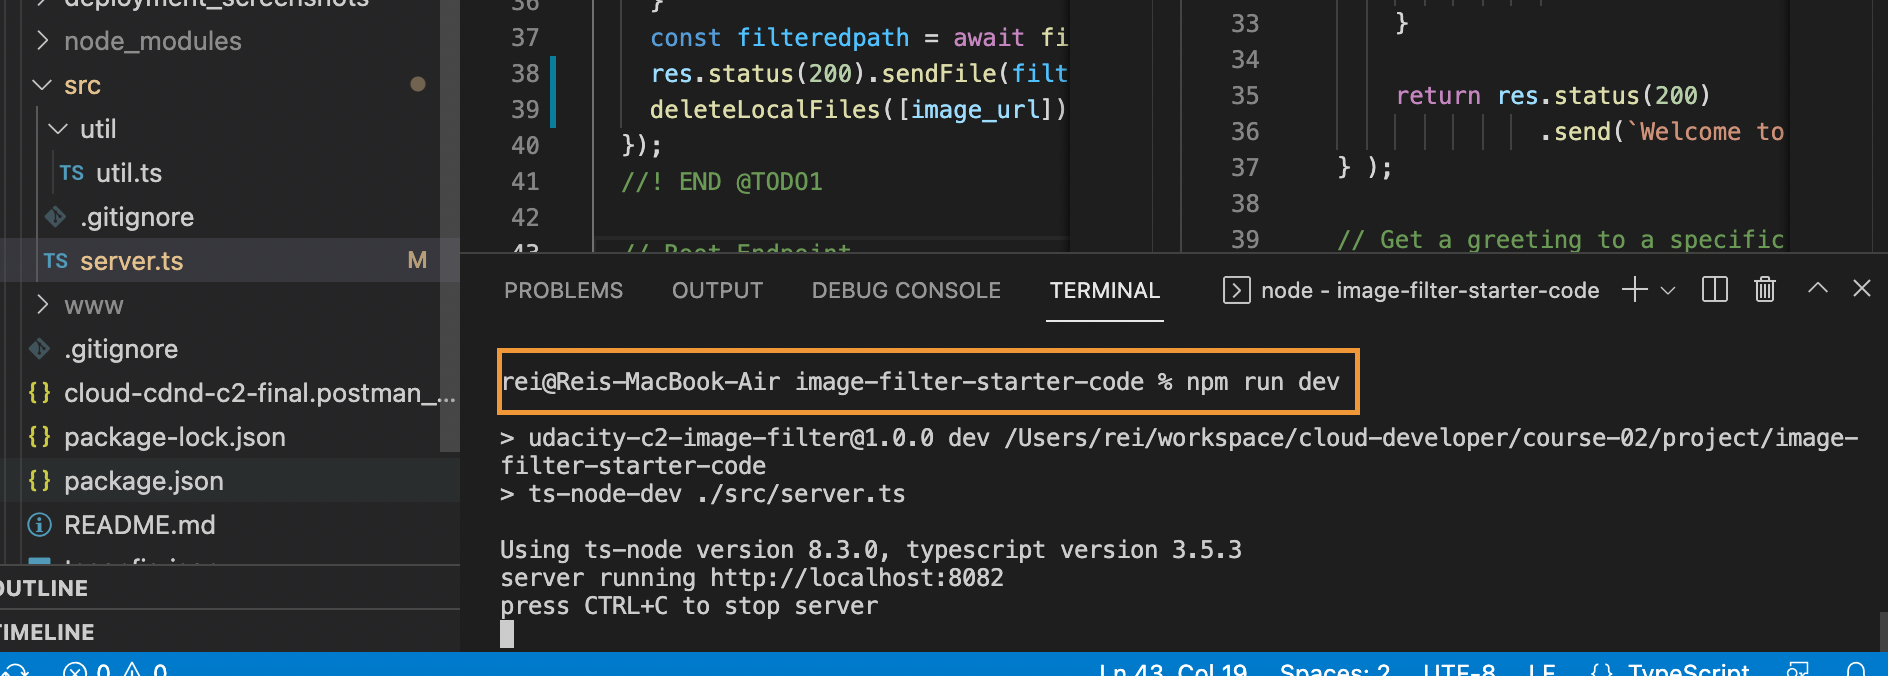 deployment_screenshots
node_modules
src
util
TS util.ts
.gitignore
TS server.ts M
www
.gitignore
{} cloud-cdnd-c2-final.postman_...
{} package-lock.json
{} package.json
README.md
tsconfig.json
OUTLINE
TIMELINE
36 }
37 const filteredpath = await fi
38 res.status(200).sendFile(filt
39 deleteLocalFiles([image_url])
40 });
41 //! END @TODO1
42
43 // Root Endpoint
33 }
34
35 return res.status(200)
36 .send(`Welcome to
37 } );
38
39 // Get a greeting to a specific
PROBLEMS OUTPUT DEBUG CONSOLE TERMINAL node - image-filter-starter-code
rei@Reis-MacBook-Air image-filter-starter-code % npm run dev
> udacity-c2-image-filter@1.0.0 dev /Users/rei/workspace/cloud-developer/course-02/project/image-
filter-starter-code
> ts-node-dev ./src/server.ts
Using ts-node version 8.3.0, typescript version 3.5.3
server running http://localhost:8082
press CTRL+C to stop server
0 0 Ln 43, Col 19 Spaces: 2 UTF-8 LF {} TypeScript